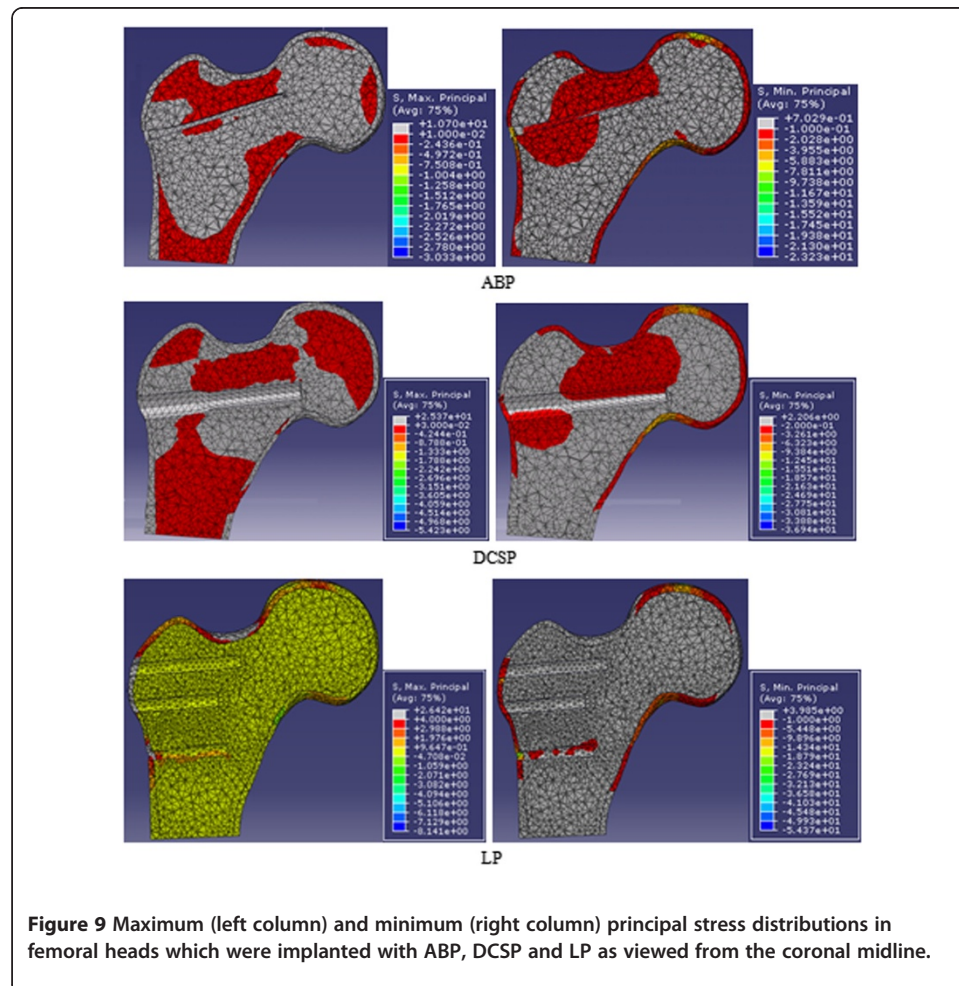 S, Max. Principal
(Avg: 75%)
+1.070e+01
+1.000e-02
-2.436e-01
-4.972e-01
-7.508e-01
-1.004e+00
-1.258e+00
-1.512e+00
-1.765e+00
-2.019e+00
-2.272e+00
-2.526e+00
-2.780e+00
-3.033e+00
S, Min. Principal
(Avg: 75%)
+7.029e-01
-1.000e-01
-2.028e+00
-3.955e+00
-5.883e+00
-7.811e+00
-9.738e+00
-1.167e+01
-1.359e+01
-1.552e+01
-1.745e+01
-1.938e+01
-2.130e+01
-2.323e+01
ABP
S, Max. Principal
(Avg: 75%)
+2.537e+01
+3.000e-02
-4.244e-01
-8.788e-01
-1.333e+00
-1.788e+00
-2.242e+00
-2.696e+00
-3.151e+00
-3.605e+00
-4.059e+00
-4.514e+00
-4.968e+00
-5.423e+00
S, Min. Principal
(Avg: 75%)
+2.206e+00
-2.000e-01
-3.261e+00
-6.323e+00
-9.384e+00
-1.245e+01
-1.551e+01
-1.857e+01
-2.163e+01
-2.469e+01
-2.775e+01
-3.081e+01
-3.388e+01
-3.694e+01
DCSP
S, Max. Principal
(Avg: 75%)
+2.642e+01
+4.000e+00
+2.988e+00
+1.976e+00
+9.647e-01
-4.708e-02
-1.059e+00
-2.071e+00
-3.082e+00
-4.094e+00
-5.106e+00
-6.118e+00
-7.129e+00
-8.141e+00
S, Min. Principal
(Avg: 75%)
+3.985e+00
-1.000e+00
-5.448e+00
-9.896e+00
-1.434e+01
-1.879e+01
-2.324e+01
-2.769e+01
-3.213e+01
-3.658e+01
-4.103e+01
-4.548e+01
-4.993e+01
-5.437e+01
LP
Figure 9 Maximum (left column) and minimum (right column) principal stress distributions in
femoral heads which were implanted with ABP, DCSP and LP as viewed from the coronal midline.